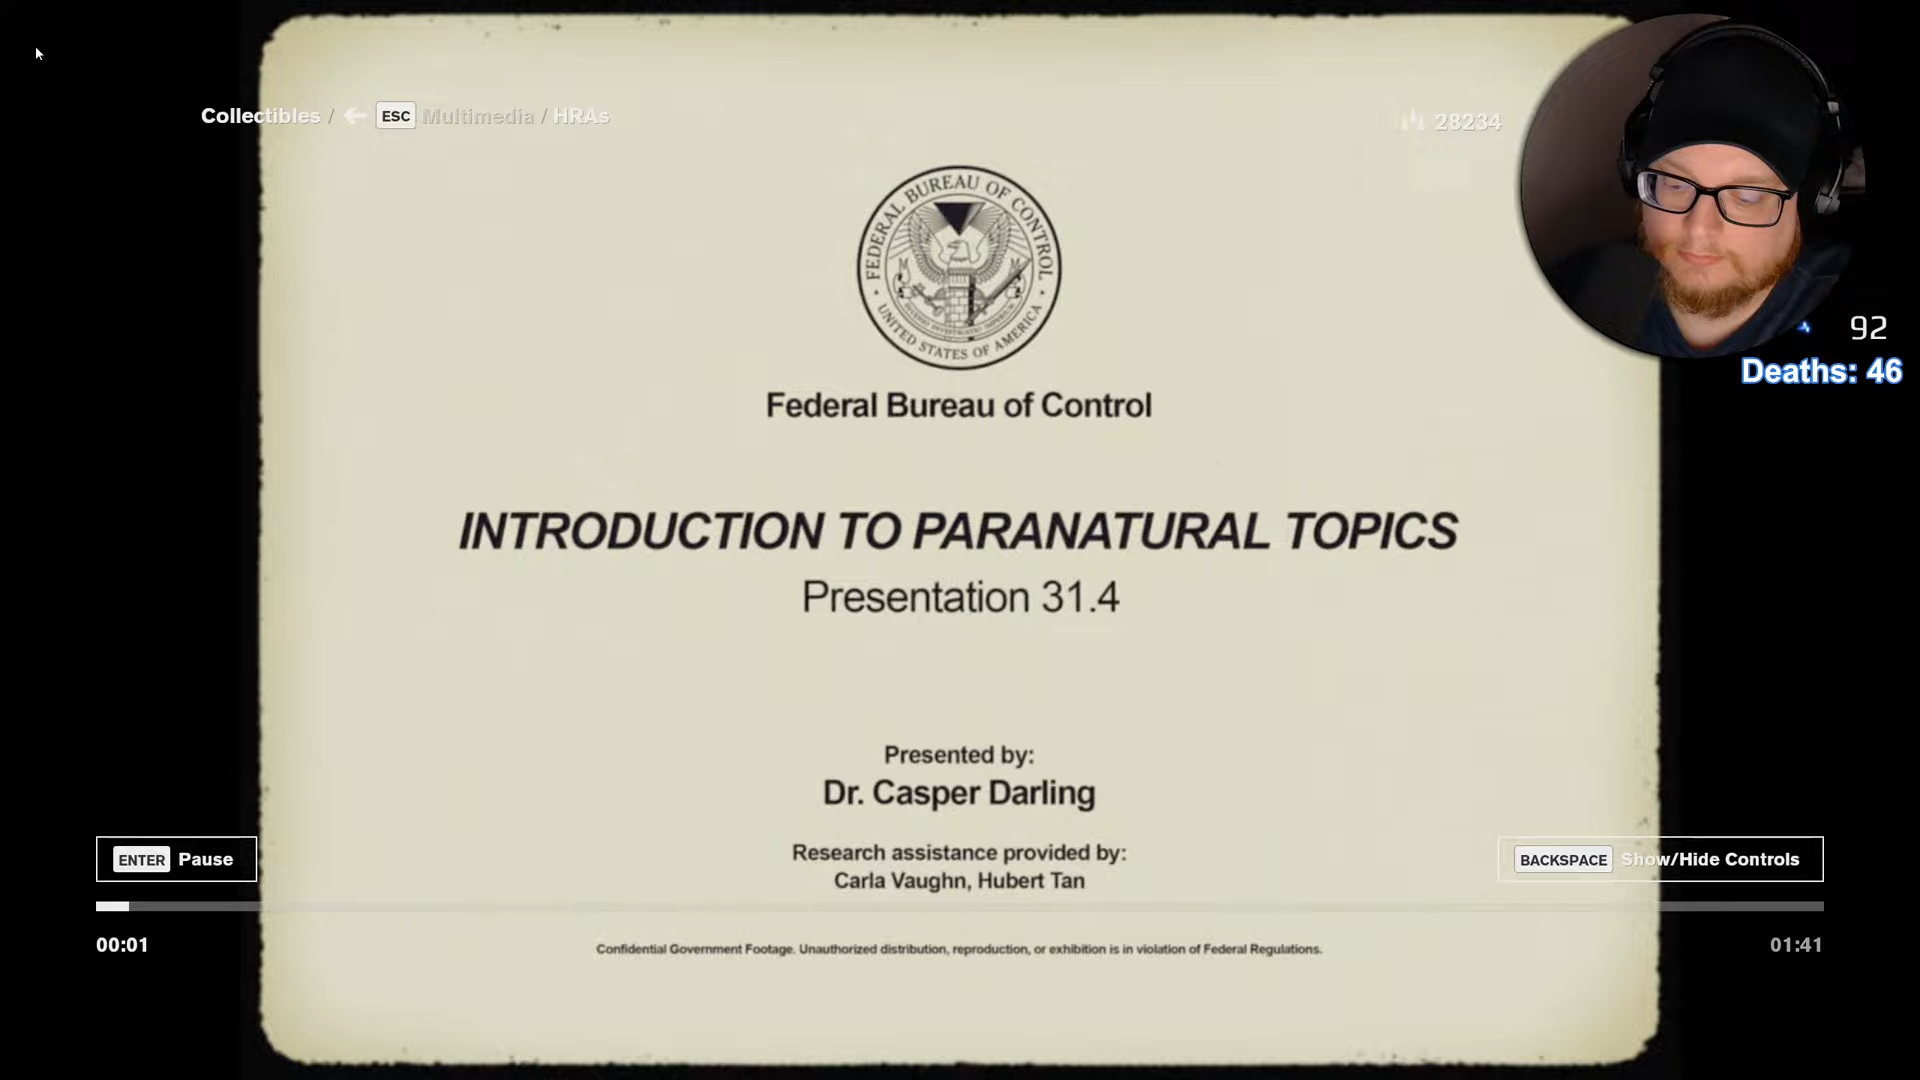 Collectibles / ESC Multimedia / HRAs
28234
FEDERAL BUREAU OF CONTROL
UNITED STATES OF AMERICA
92
Deaths: 46
Federal Bureau of Control
INTRODUCTION TO PARANATURAL TOPICS
Presentation 31.4
Presented by:
Dr. Casper Darling
Research assistance provided by:
Carla Vaughn, Hubert Tan
ENTER Pause
BACKSPACE Show/Hide Controls
00:01
01:41
Confidential Government Footage. Unauthorized distribution, reproduction, or exhibition is in violation of Federal Regulations.